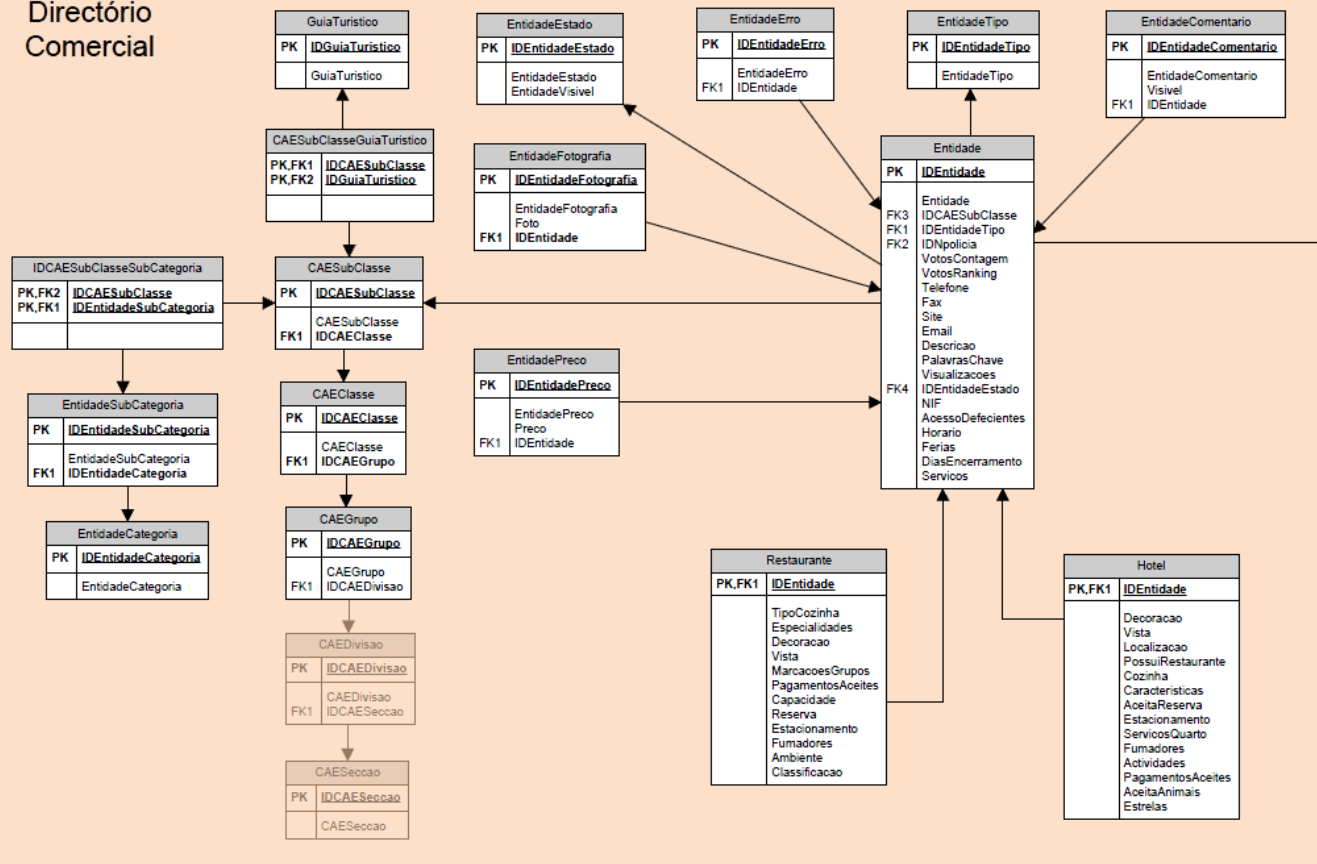 Directório
Comercial
GuiaTuristico
PK IDGuiaTuristico
GuiaTuristico
EntidadeEstado
PK IDEntidadeEstado
EntidadeEstado
EntidadeVisivel
EntidadeErro
PK IDEntidadeErro
EntidadeErro
FK1 IDEntidade
EntidadeTipo
PK IDEntidadeTipo
EntidadeTipo
EntidadeComentario
PK IDEntidadeComentario
EntidadeComentario
Visivel
FK1 IDEntidade
CAESubClasseGuiaTuristico
PK,FK1 IDCAESubClasse
PK,FK2 IDGuiaTuristico
EntidadeFotografia
PK IDEntidadeFotografia
EntidadeFotografia
Foto
FK1 IDEntidade
Entidade
PK IDEntidade
Entidade
FK3 IDCAESubClasse
FK1 IDEntidadeTipo
FK2 IDNpolicia
VotosContagem
VotosRanking
Telefone
Fax
Site
Email
Descricao
PalavrasChave
Visualizacoes
FK4 IDEntidadeEstado
NIF
AcessoDefecientes
Horario
Ferias
DiasEncerramento
Servicos
IDCAESubClasseSubCategoria
PK,FK2 IDCAESubClasse
PK,FK1 IDEntidadeSubCategoria
CAESubClasse
PK IDCAESubClasse
CAESubClasse
FK1 IDCAEClasse
EntidadePreco
PK IDEntidadePreco
EntidadePreco
Preco
FK1 IDEntidade
EntidadeSubCategoria
PK IDEntidadeSubCategoria
EntidadeSubCategoria
FK1 IDEntidadeCategoria
CAEClasse
PK IDCAEClasse
CAEClasse
FK1 IDCAEGrupo
EntidadeCategoria
PK IDEntidadeCategoria
EntidadeCategoria
CAEGrupo
PK IDCAEGrupo
CAEGrupo
FK1 IDCAEDivisao
CAEDivisao
PK IDCAEDivisao
CAEDivisao
FK1 IDCAESeccao
CAESeccao
PK IDCAESeccao
CAESeccao
Restaurante
PK,FK1 IDEntidade
TipoCozinha
Especialidades
Decoracao
Vista
MarcacoesGrupos
PagamentosAceites
Capacidade
Reserva
Estacionamento
Fumadores
Ambiente
Classificacao
Hotel
PK,FK1 IDEntidade
Decoracao
Vista
Localizacao
PossuiRestaurante
Cozinha
Caracteristicas
AceitaReserva
Estacionamento
ServicosQuarto
Fumadores
Actividades
PagamentosAceites
AceitaAnimais
Estrelas